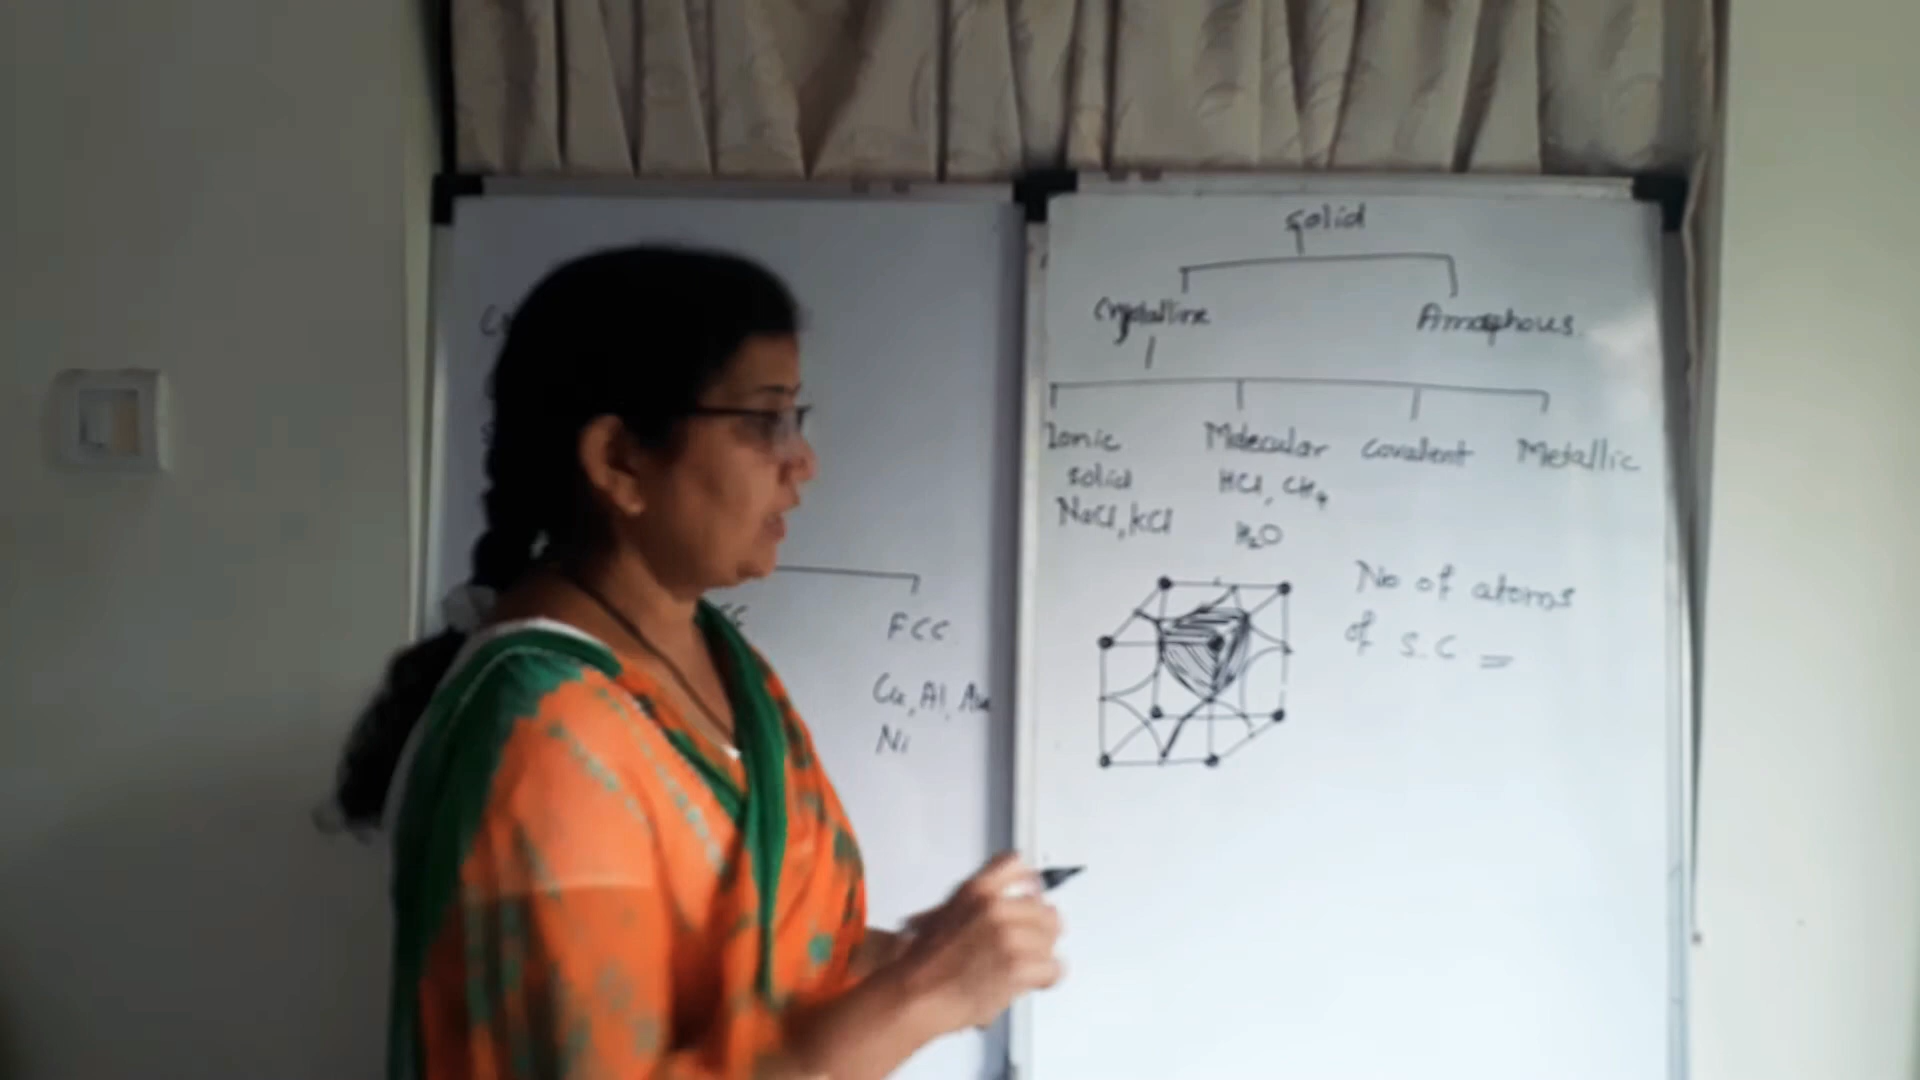 FCC
Cu, Al, Au
Ni
solid
Crystalline
Amorphous
Ionic Molecular Covalent Metallic
solid HCl, CH4
NaCl, KCl H2O
No of atoms
of S.C =